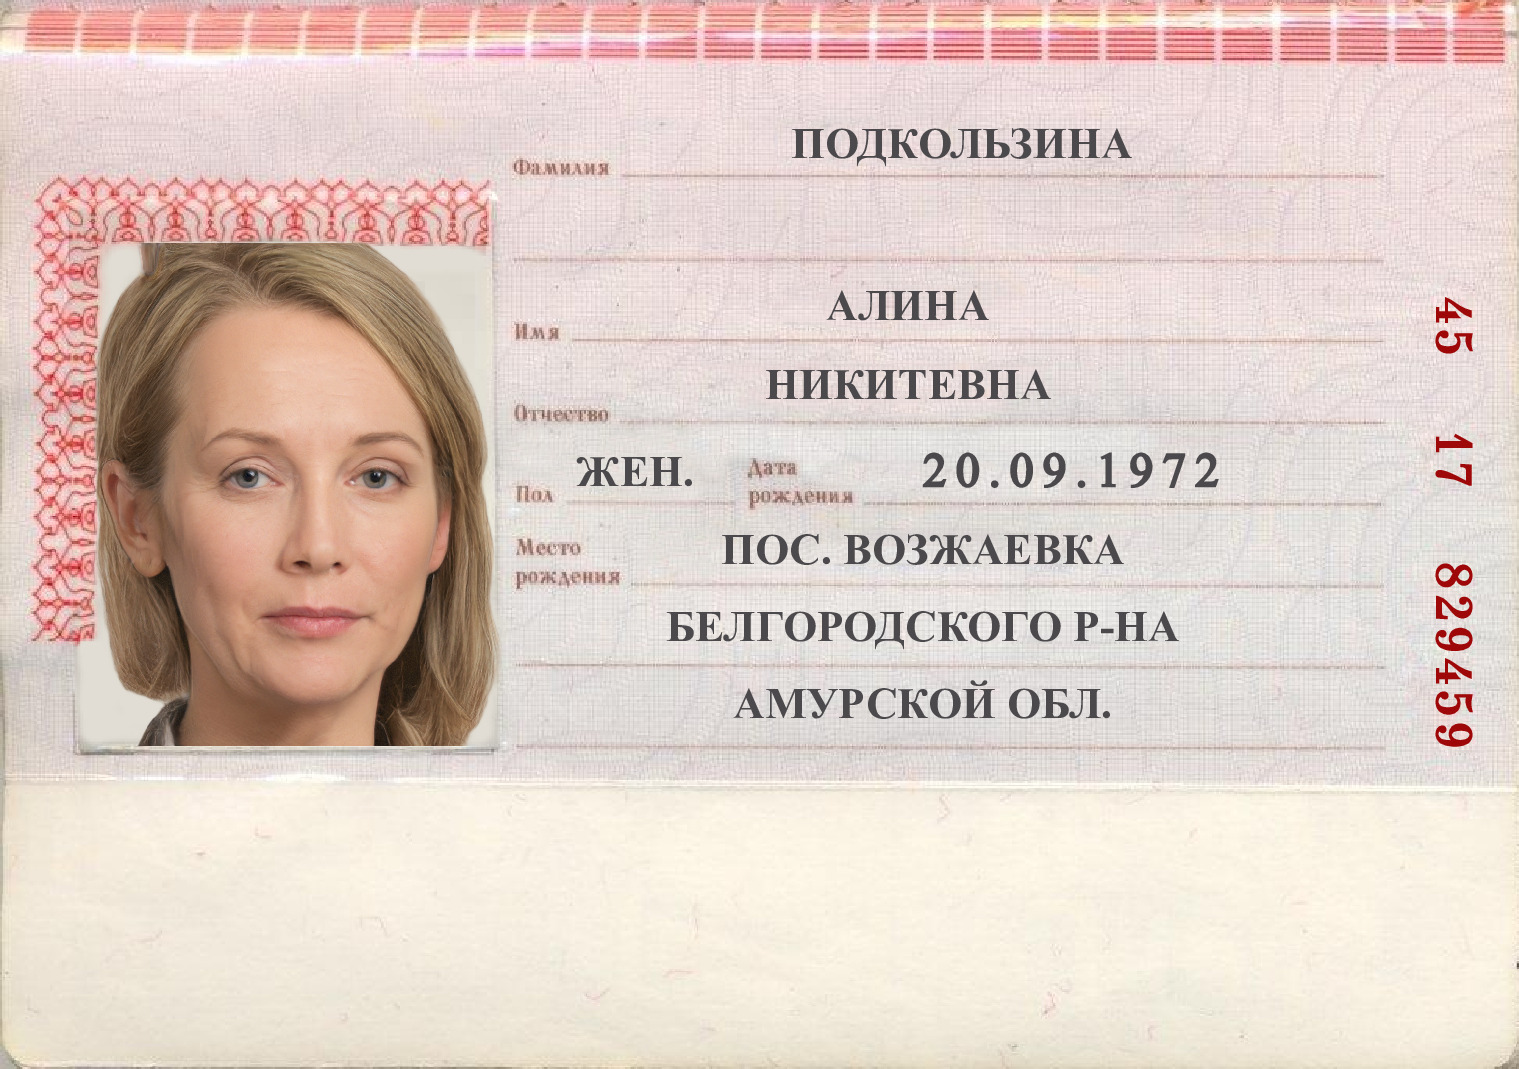 Фамилия ПОДКОЛЬЗИНА
Имя АЛИНА
Отчество НИКИТЕВНА
Пол ЖЕН. Дата рождения 20.09.1972
Место рождения ПОС. ВОЗЖАЕВКА
БЕЛГОРОДСКОГО Р-НА
АМУРСКОЙ ОБЛ.
45 17 829459